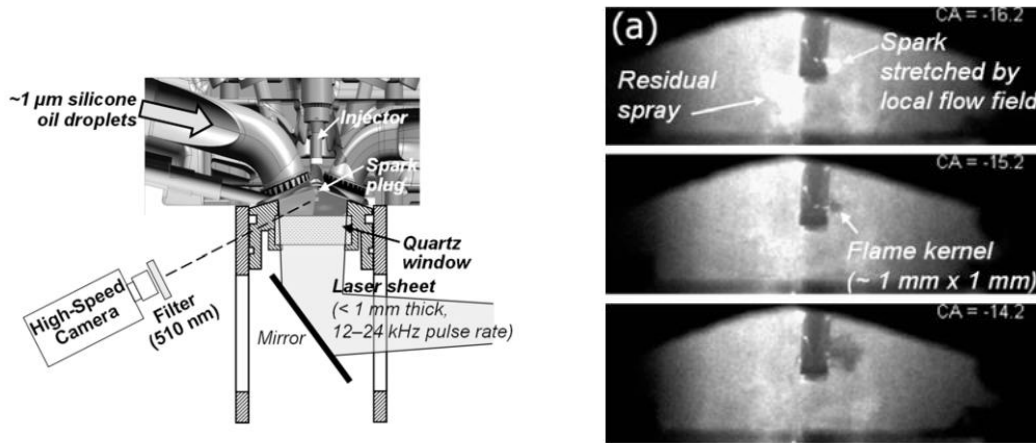 ~1 µm silicone
oil droplets
Injector
Spark
plug
Quartz
window
Laser sheet
(< 1 mm thick,
12–24 kHz pulse rate)
Mirror
High-Speed
Camera
Filter
(510 nm)
(a)
CA = -16.2
Residual
spray
Spark
stretched by
local flow field
CA = -15.2
Flame kernel
(~ 1 mm x 1 mm)
CA = -14.2